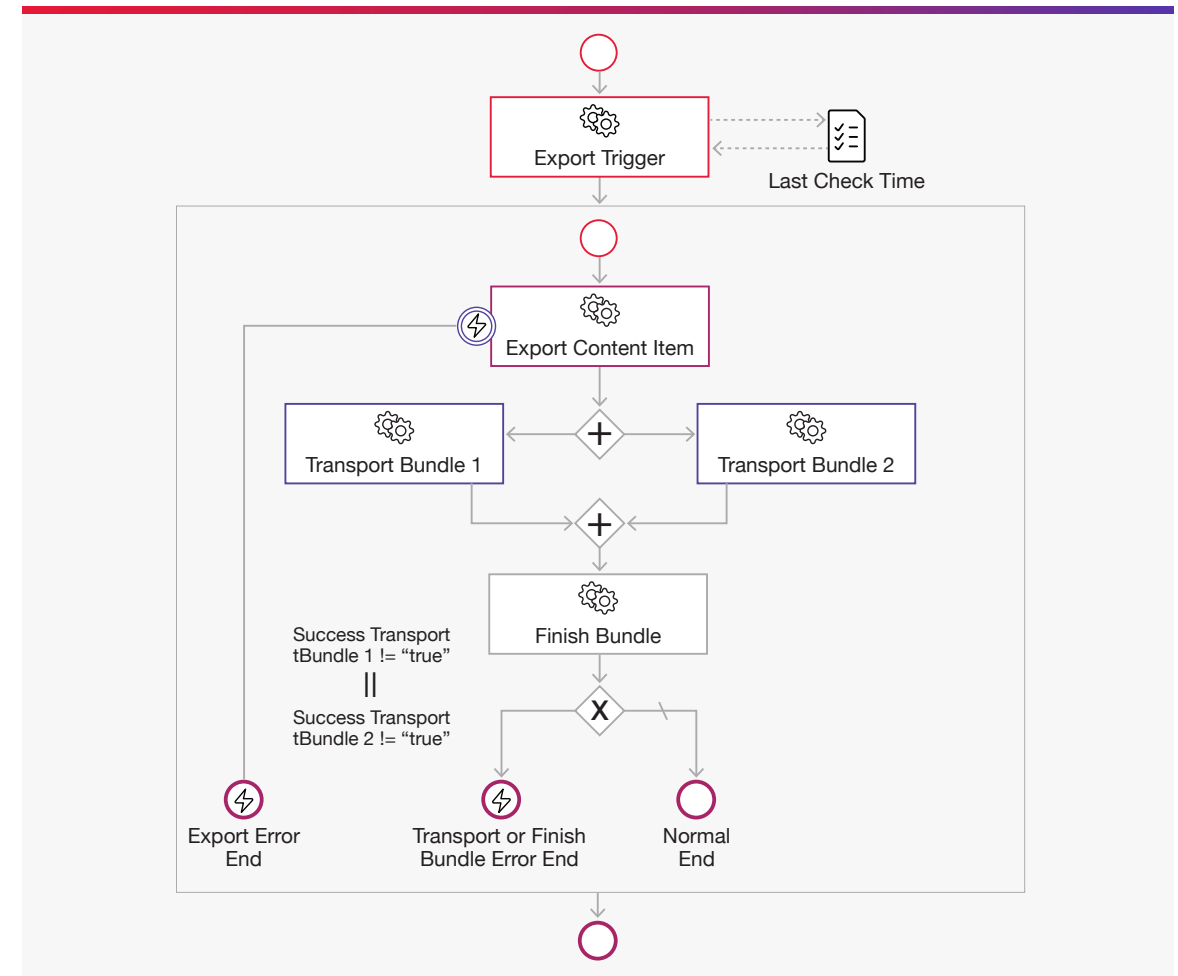 Export Trigger
Last Check Time
Export Content Item
Transport Bundle 1
Transport Bundle 2
Finish Bundle
Success Transport
tBundle 1 != “true”
||
Success Transport
tBundle 2 != “true”
X
Export Error
End
Transport or Finish
Bundle Error End
Normal
End